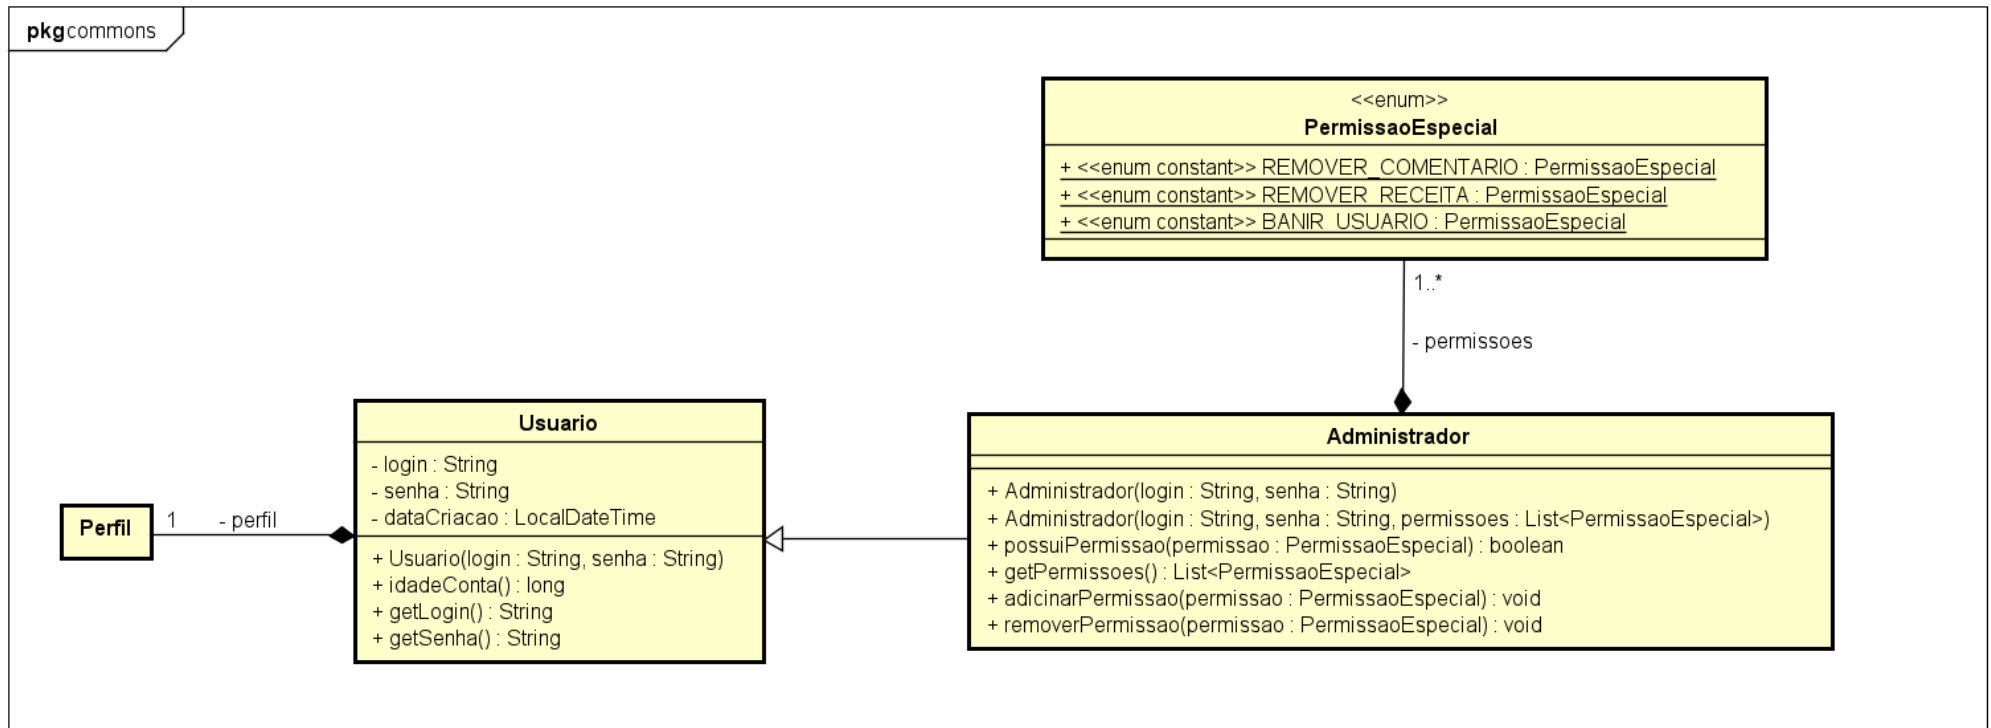 pkg commons
<<enum>>
PermissaoEspecial
+ <<enum constant>> REMOVER_COMENTARIO : PermissaoEspecial
+ <<enum constant>> REMOVER_RECEITA : PermissaoEspecial
+ <<enum constant>> BANIR_USUARIO : PermissaoEspecial
1..*
- permissoes
Usuario
- login : String
- senha : String
- dataCriacao : LocalDateTime
+ Usuario(login : String, senha : String)
+ idadeConta() : long
+ getLogin() : String
+ getSenha() : String
Perfil
1
- perfil
Administrador
+ Administrador(login : String, senha : String)
+ Administrador(login : String, senha : String, permissoes : List<PermissaoEspecial>)
+ possuiPermissao(permissao : PermissaoEspecial) : boolean
+ getPermissoes() : List<PermissaoEspecial>
+ adicinarPermissao(permissao : PermissaoEspecial) : void
+ removerPermissao(permissao : PermissaoEspecial) : void